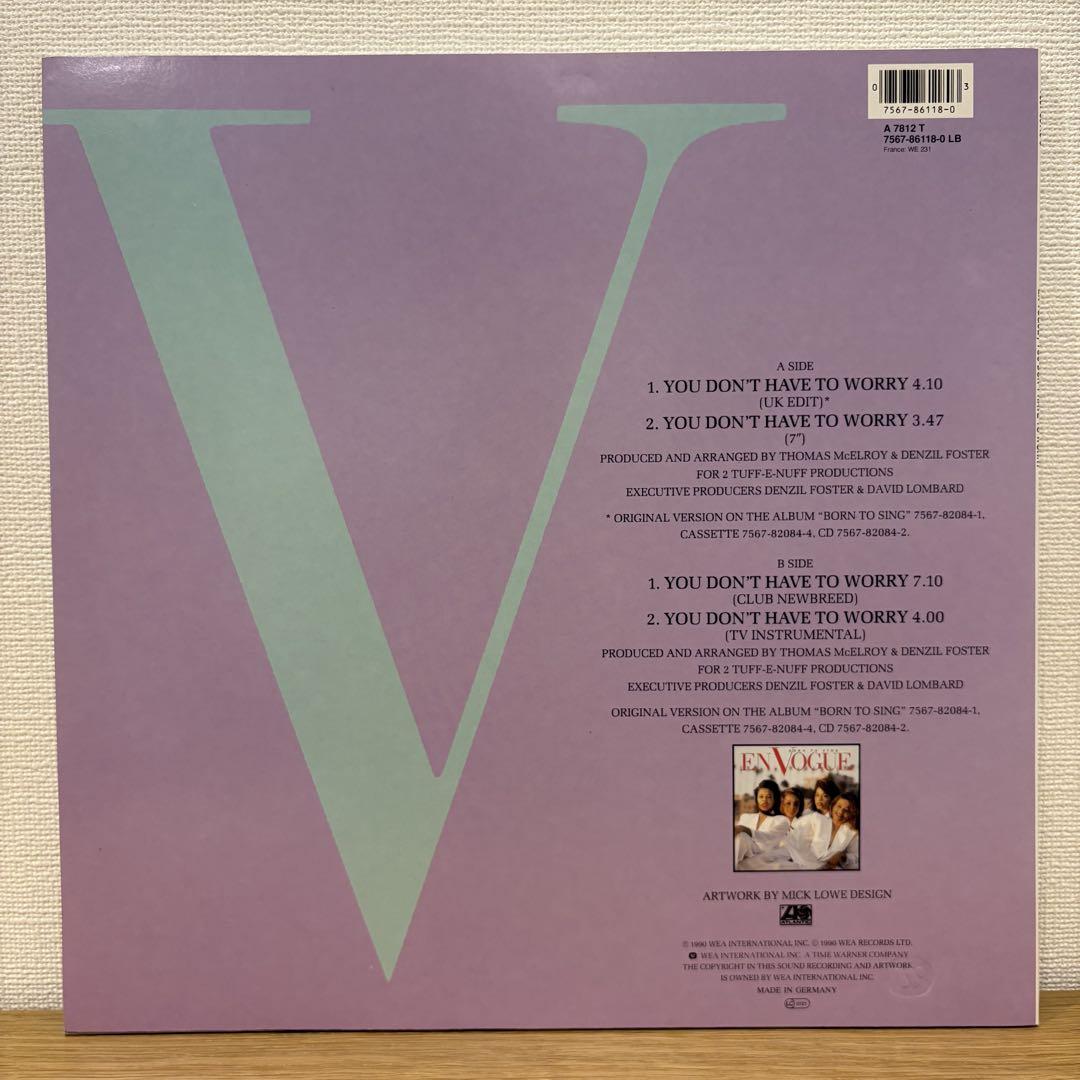 V
0 3
7567-86118-0
A 7812 T
7567-86118-0 LB
France: WE 231
A SIDE
1. YOU DON'T HAVE TO WORRY 4.10
(UK EDIT)*
2. YOU DON'T HAVE TO WORRY 3.47
(7")
PRODUCED AND ARRANGED BY THOMAS McELROY & DENZIL FOSTER
FOR 2 TUFF-E-NUFF PRODUCTIONS
EXECUTIVE PRODUCERS DENZIL FOSTER & DAVID LOMBARD
* ORIGINAL VERSION ON THE ALBUM “BORN TO SING” 7567-82084-1,
CASSETTE 7567-82084-4, CD 7567-82084-2.
B SIDE
1. YOU DON'T HAVE TO WORRY 7.10
(CLUB NEWBREED)
2. YOU DON'T HAVE TO WORRY 4.00
(TV INSTRUMENTAL)
PRODUCED AND ARRANGED BY THOMAS McELROY & DENZIL FOSTER
FOR 2 TUFF-E-NUFF PRODUCTIONS
EXECUTIVE PRODUCERS DENZIL FOSTER & DAVID LOMBARD
ORIGINAL VERSION ON THE ALBUM “BORN TO SING” 7567-82084-1,
CASSETTE 7567-82084-4, CD 7567-82084-2.
BORN TO SING
EN VOGUE
ARTWORK BY MICK LOWE DESIGN
ATLANTIC
℗ 1990 WEA INTERNATIONAL INC. © 1990 WEA RECORDS LTD.
WEA INTERNATIONAL INC. A TIME WARNER COMPANY
THE COPYRIGHT IN THIS SOUND RECORDING AND ARTWORK
IS OWNED BY WEA INTERNATIONAL INC.
MADE IN GERMANY